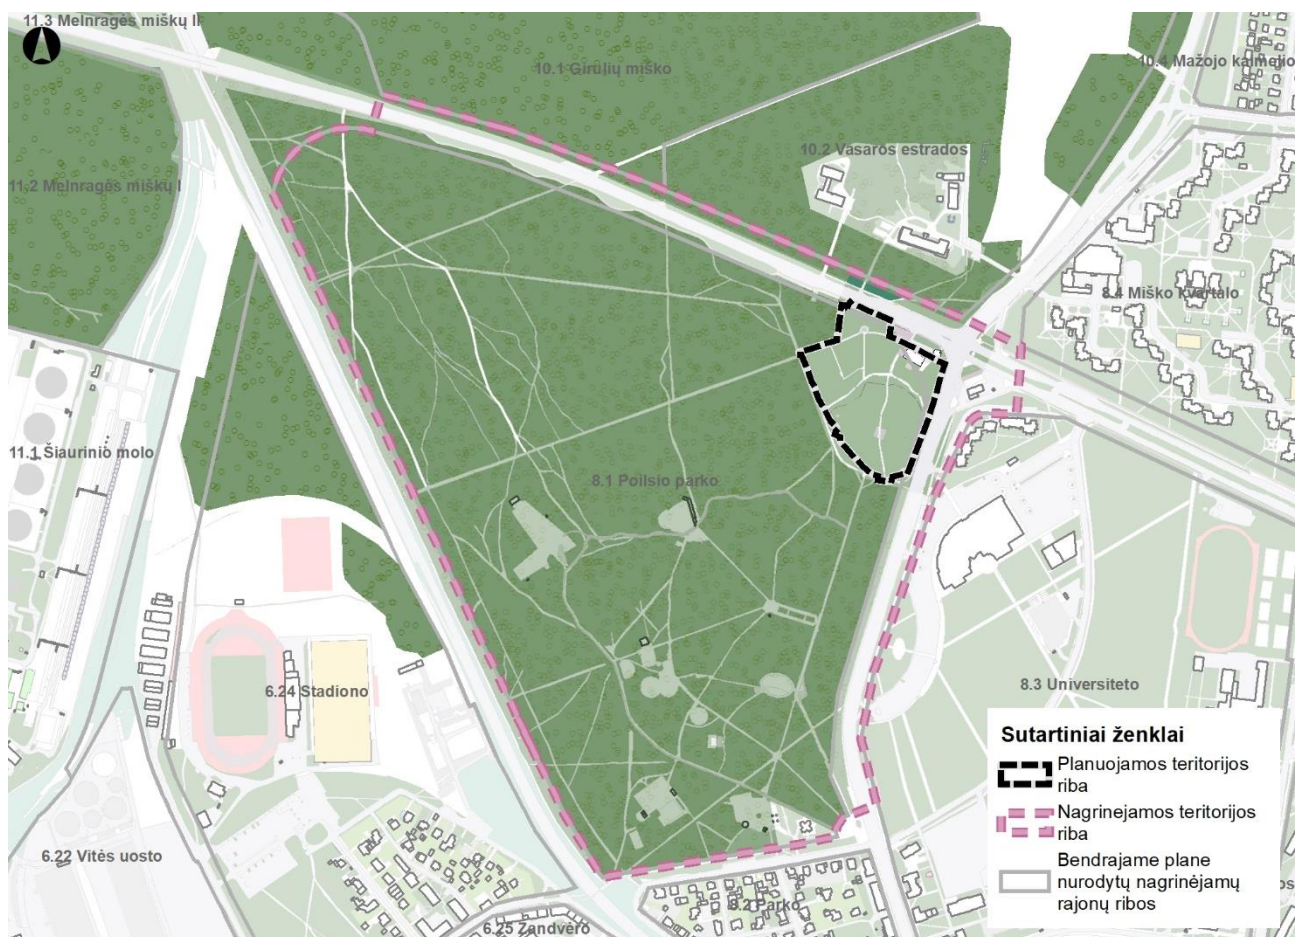 11.3 Melnragės miškų II
10.1 Girulių miško
10.4 Mažojo kaimelio
10.2 Vasaros estrados
11.2 Melnragės miškų I
8.4 Miško kvartalo
11.1 Šiaurinio molo
8.1 Poilsio parko
6.24 Stadiono
8.3 Universiteto
6.22 Vitės uosto
8.2 Parko
6.25 Žandvėro
Sutartiniai ženklai
Planuojamos teritorijos
riba
Nagrinejamos teritorijos
riba
Bendrajame plane
nurodytų nagrinėjamų
rajonų ribos